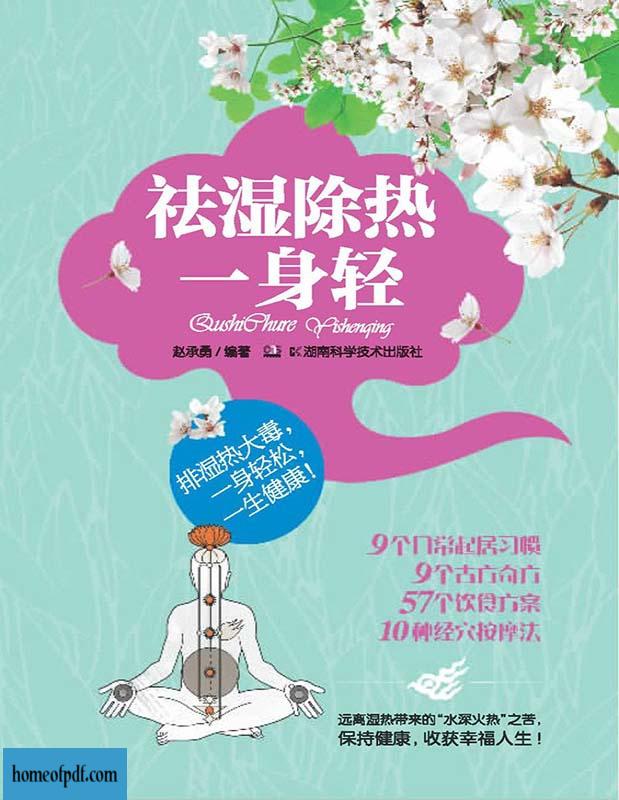 祛湿除热
一身轻
QushiChure Yishenqing
赵承勇/编著 湖南科学技术出版社
排湿热大毒，
一身轻松，
一生健康！
9个日常起居习惯
9个古方奇方
57个饮食方案
10种经穴按摩法
远离湿热带来的“水深火热”之苦，
保持健康，收获幸福人生！
homeofpdf.com